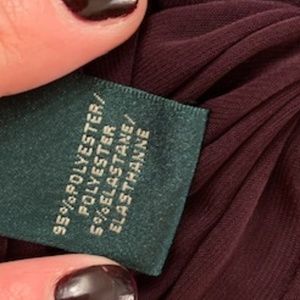 95%POLYESTER/
POLYESTER
5%ELASTANE/
ELASTHANNE